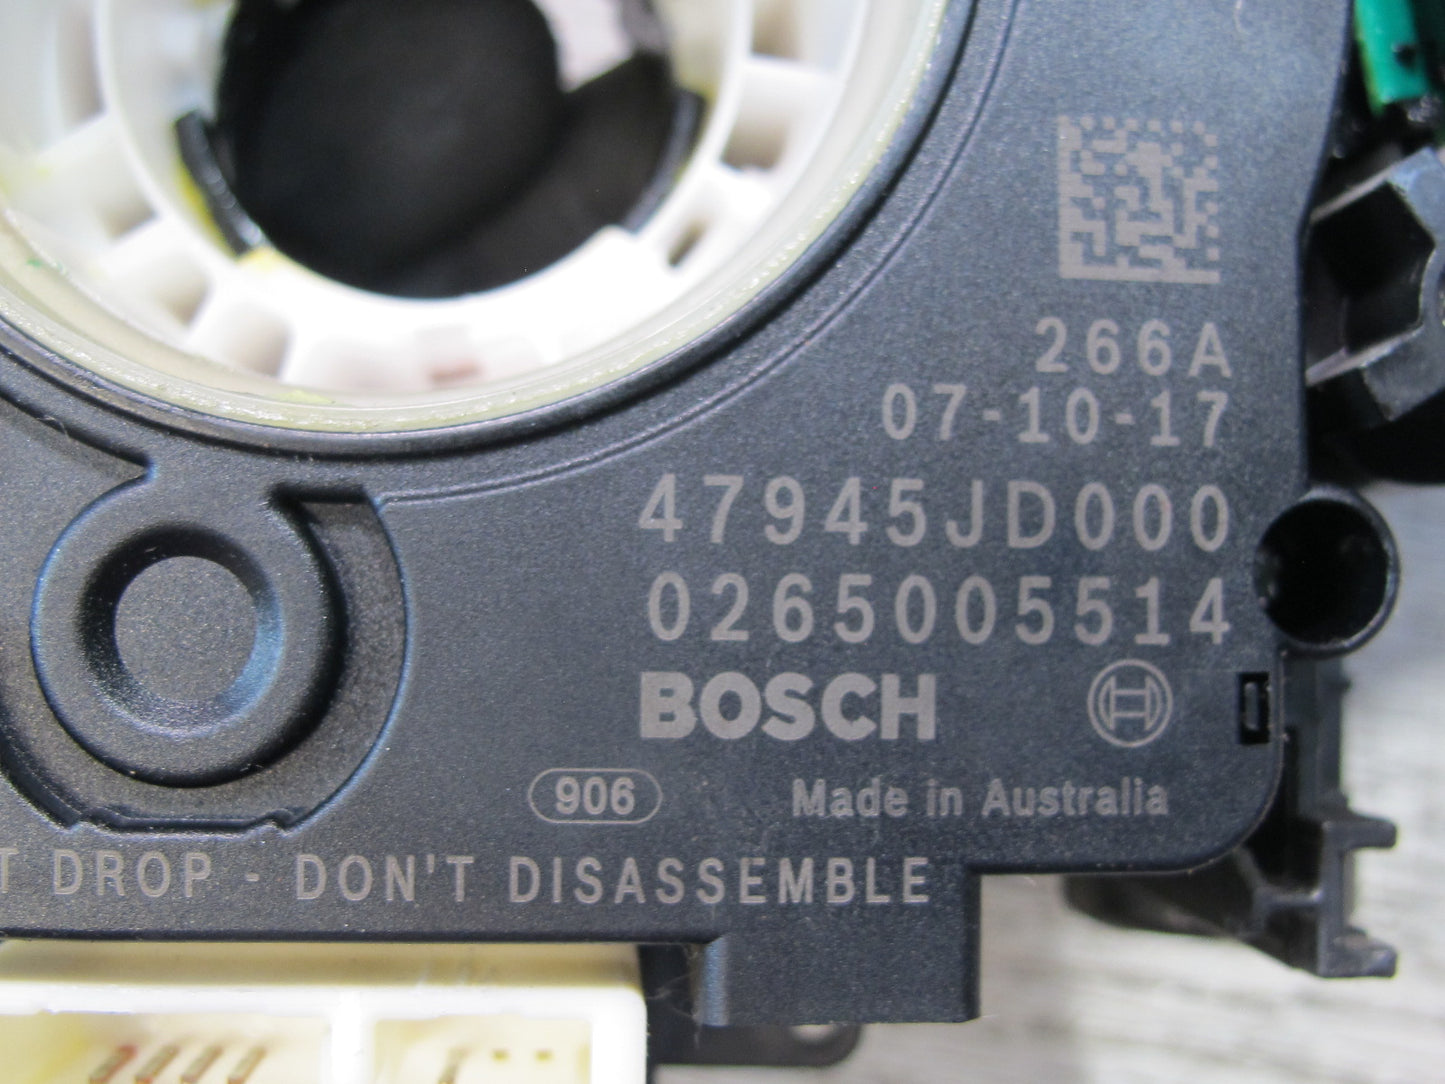 266A
07-10-17
47945JD000
0265005514
BOSCH
906 Made in Australia
T DROP - DON'T DISASSEMBLE